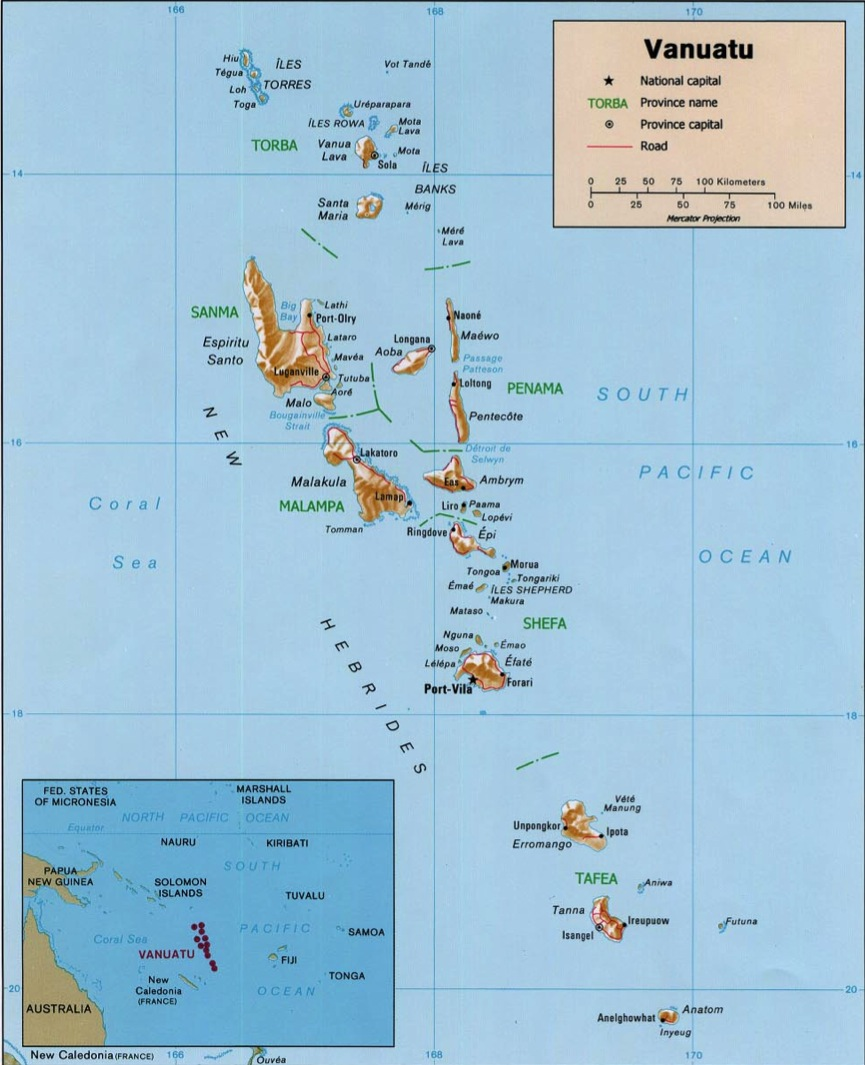 166
168
170
Vanuatu
National capital
TORBA Province name
Province capital
Road
0 25 50 75 100 Kilometers
0 25 50 75 100 Miles
Mercator Projection
Hiu
Tégua
Loh
Toga
ÎLES
TORRES
Vot Tandé
Uréparapara
ÎLES ROWA
Mota
Lava
TORBA
Vanua
Lava
Mota
Sola
ÎLES
BANKS
14
14
Santa
Maria
Mérig
Méré
Lava
SANMA
Big
Bay
Lathi
Port-Olry
Espiritu
Santo
Lataro
Mavéa
Luganville
Tutuba
Aoré
Malo
Bougainville
Strait
Naoné
Maéwo
Longana
Aoba
Passage
Patteson
Loltong
PENAMA
Pentecôte
SOUTH
PACIFIC
OCEAN
NEW
HEBRIDES
16
16
Détroit de
Selwyn
Lakatoro
Malakula
MALAMPA
Lamap
Tomman
Eas
Ambrym
Liro
Paama
Lopévi
Ringdove
Épi
Coral
Sea
Morua
Tongoa
Tongariki
Émaé
ÎLES SHEPHERD
Makura
Mataso
SHEFA
Nguna
Moso
Émao
Lélépa
Éfaté
Port-Vila
Forari
18
18
Vété
Manung
Unpongkor
Ipota
Erromango
TAFEA
Aniwa
Tanna
Ireupuow
Isangel
Futuna
20
20
Anelghowhat
Anatom
Inyeug
FED. STATES
OF MICRONESIA
MARSHALL
ISLANDS
NORTH PACIFIC OCEAN
Equator
NAURU
KIRIBATI
PAPUA
NEW GUINEA
SOUTH
PACIFIC
OCEAN
SOLOMON
ISLANDS
TUVALU
Coral Sea
VANUATU
SAMOA
FIJI
New
Caledonia
(FRANCE)
TONGA
AUSTRALIA
New Caledonia (FRANCE)
166
Ouvéa
168
170